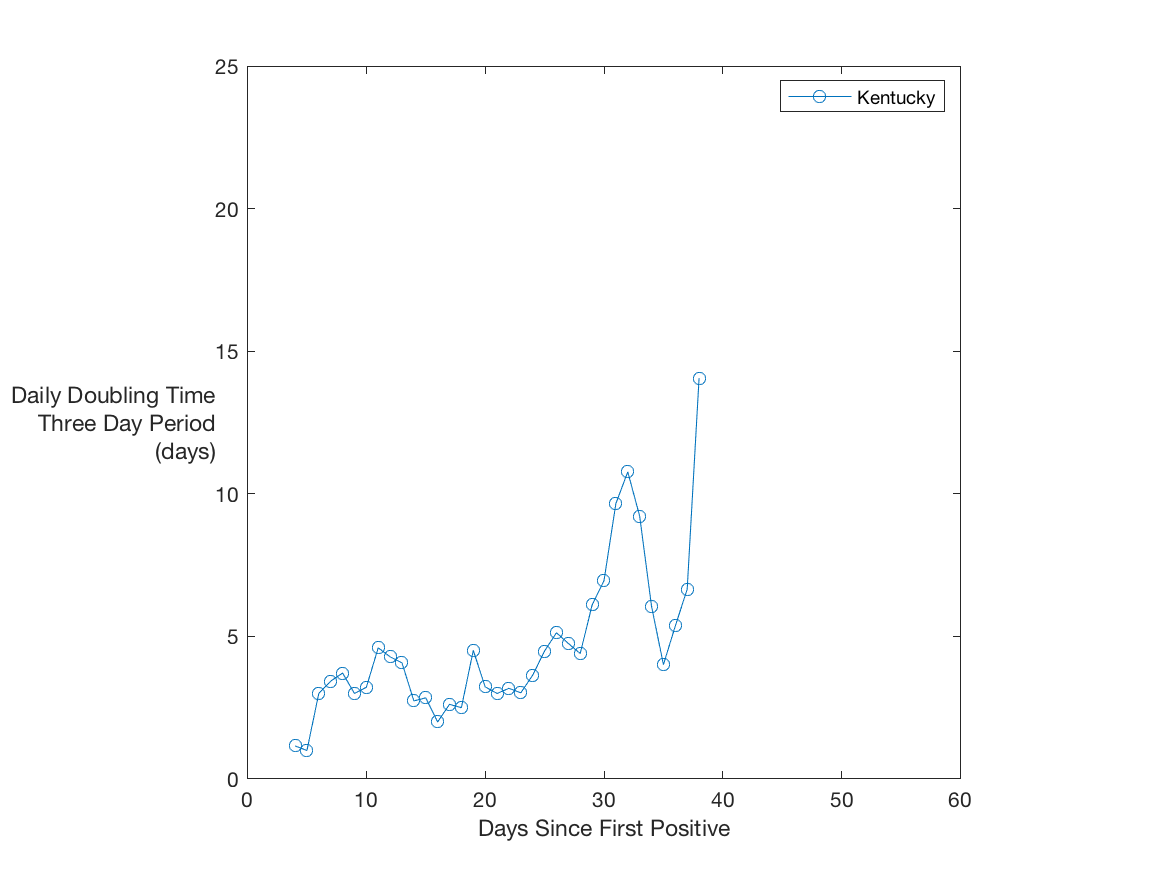 25
20
15
10
5
0
Daily Doubling Time
Three Day Period
(days)
Kentucky
0 10 20 30 40 50 60
Days Since First Positive